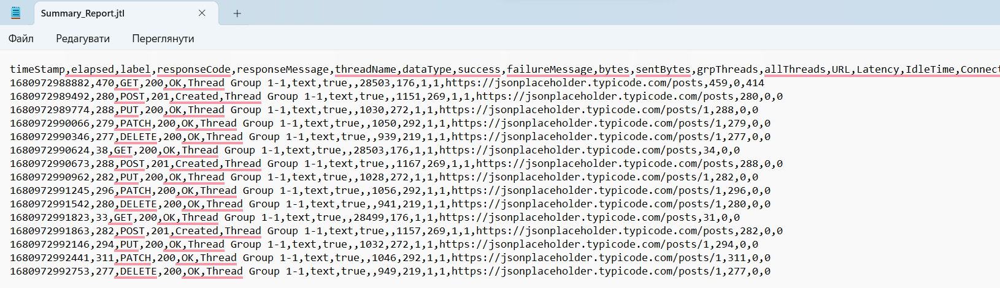 Summary_Report.jtl
Файл Редагувати Переглянути
timeStamp,elapsed,label,responseCode,responseMessage,threadName,dataType,success,failureMessage,bytes,sentBytes,grpThreads,allThreads,URL,Latency,IdleTime,Connect
1680972988882,470,GET,200,OK,Thread Group 1-1,text,true,,28503,176,1,1,https://jsonplaceholder.typicode.com/posts,459,0,414
1680972989492,280,POST,201,Created,Thread Group 1-1,text,true,,1151,269,1,1,https://jsonplaceholder.typicode.com/posts,280,0,0
1680972989774,288,PUT,200,OK,Thread Group 1-1,text,true,,1030,272,1,1,https://jsonplaceholder.typicode.com/posts/1,288,0,0
1680972990066,279,PATCH,200,OK,Thread Group 1-1,text,true,,1050,292,1,1,https://jsonplaceholder.typicode.com/posts/1,279,0,0
1680972990346,277,DELETE,200,OK,Thread Group 1-1,text,true,,939,219,1,1,https://jsonplaceholder.typicode.com/posts/1,277,0,0
1680972990624,38,GET,200,OK,Thread Group 1-1,text,true,,28503,176,1,1,https://jsonplaceholder.typicode.com/posts,34,0,0
1680972990673,288,POST,201,Created,Thread Group 1-1,text,true,,1167,269,1,1,https://jsonplaceholder.typicode.com/posts,288,0,0
1680972990962,282,PUT,200,OK,Thread Group 1-1,text,true,,1028,272,1,1,https://jsonplaceholder.typicode.com/posts/1,282,0,0
1680972991245,296,PATCH,200,OK,Thread Group 1-1,text,true,,1056,292,1,1,https://jsonplaceholder.typicode.com/posts/1,296,0,0
1680972991542,280,DELETE,200,OK,Thread Group 1-1,text,true,,941,219,1,1,https://jsonplaceholder.typicode.com/posts/1,280,0,0
1680972991823,33,GET,200,OK,Thread Group 1-1,text,true,,28499,176,1,1,https://jsonplaceholder.typicode.com/posts,31,0,0
1680972991863,282,POST,201,Created,Thread Group 1-1,text,true,,1157,269,1,1,https://jsonplaceholder.typicode.com/posts,282,0,0
1680972992146,294,PUT,200,OK,Thread Group 1-1,text,true,,1032,272,1,1,https://jsonplaceholder.typicode.com/posts/1,294,0,0
1680972992441,311,PATCH,200,OK,Thread Group 1-1,text,true,,1046,292,1,1,https://jsonplaceholder.typicode.com/posts/1,311,0,0
1680972992753,277,DELETE,200,OK,Thread Group 1-1,text,true,,949,219,1,1,https://jsonplaceholder.typicode.com/posts/1,277,0,0